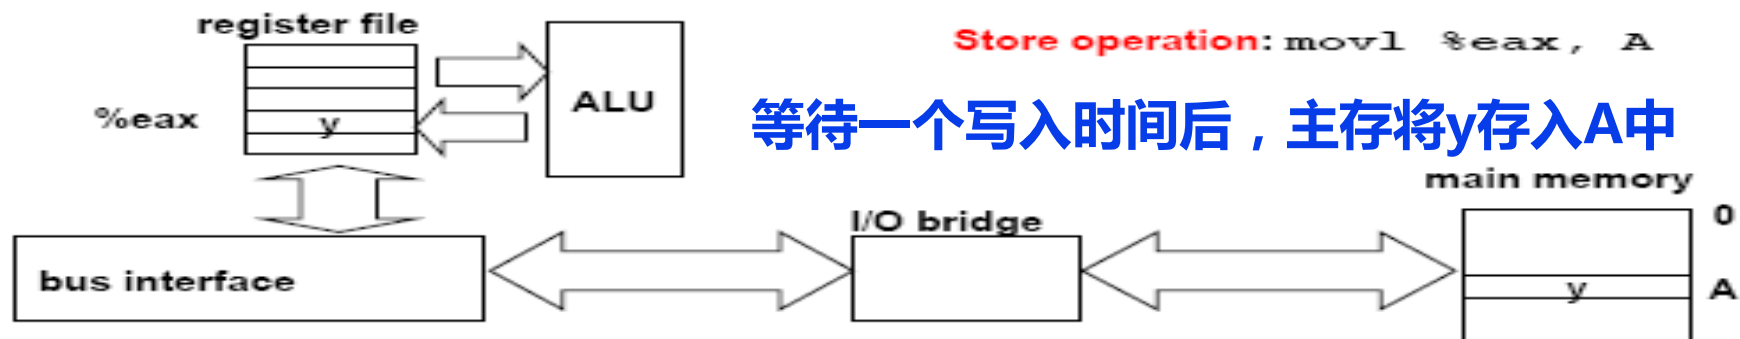 register file
Store operation: movl %eax, A
ALU
%eax
y
等待一个写入时间后，主存将y存入A中
main memory
I/O bridge
0
bus interface
y
A